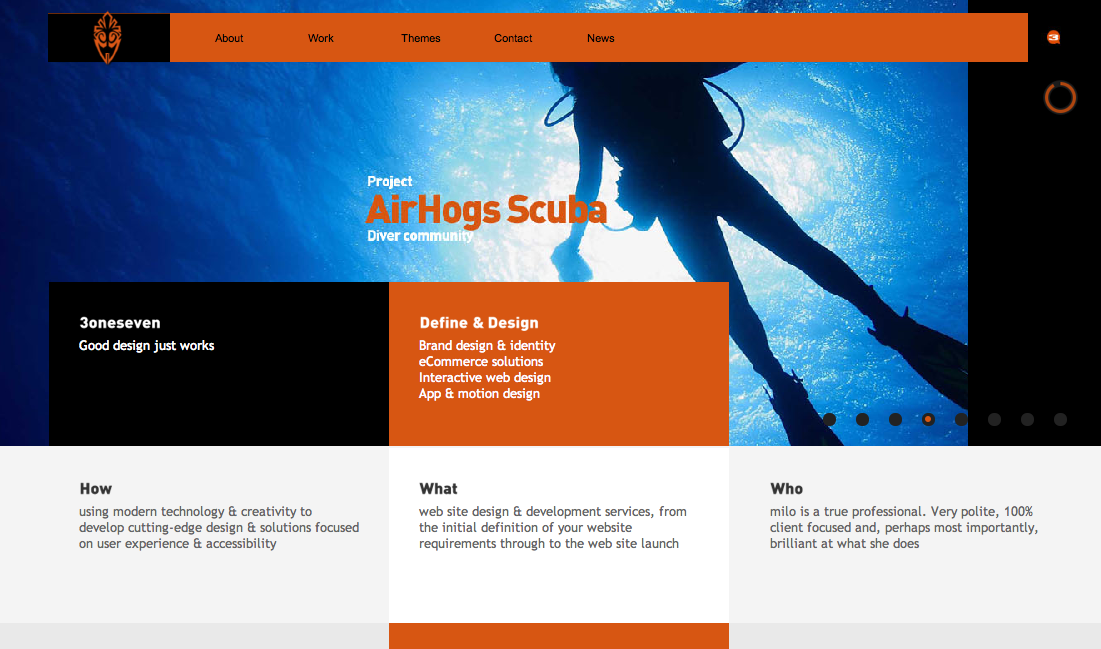 About Work Themes Contact News
3
Project
AirHogs Scuba
Diver community
3oneseven
Good design just works
Define & Design
Brand design & identity
eCommerce solutions
Interactive web design
App & motion design
How
using modern technology & creativity to
develop cutting-edge design & solutions focused
on user experience & accessibility
What
web site design & development services, from
the initial definition of your website
requirements through to the web site launch
Who
milo is a true professional. Very polite, 100%
client focused and, perhaps most importantly,
brilliant at what she does